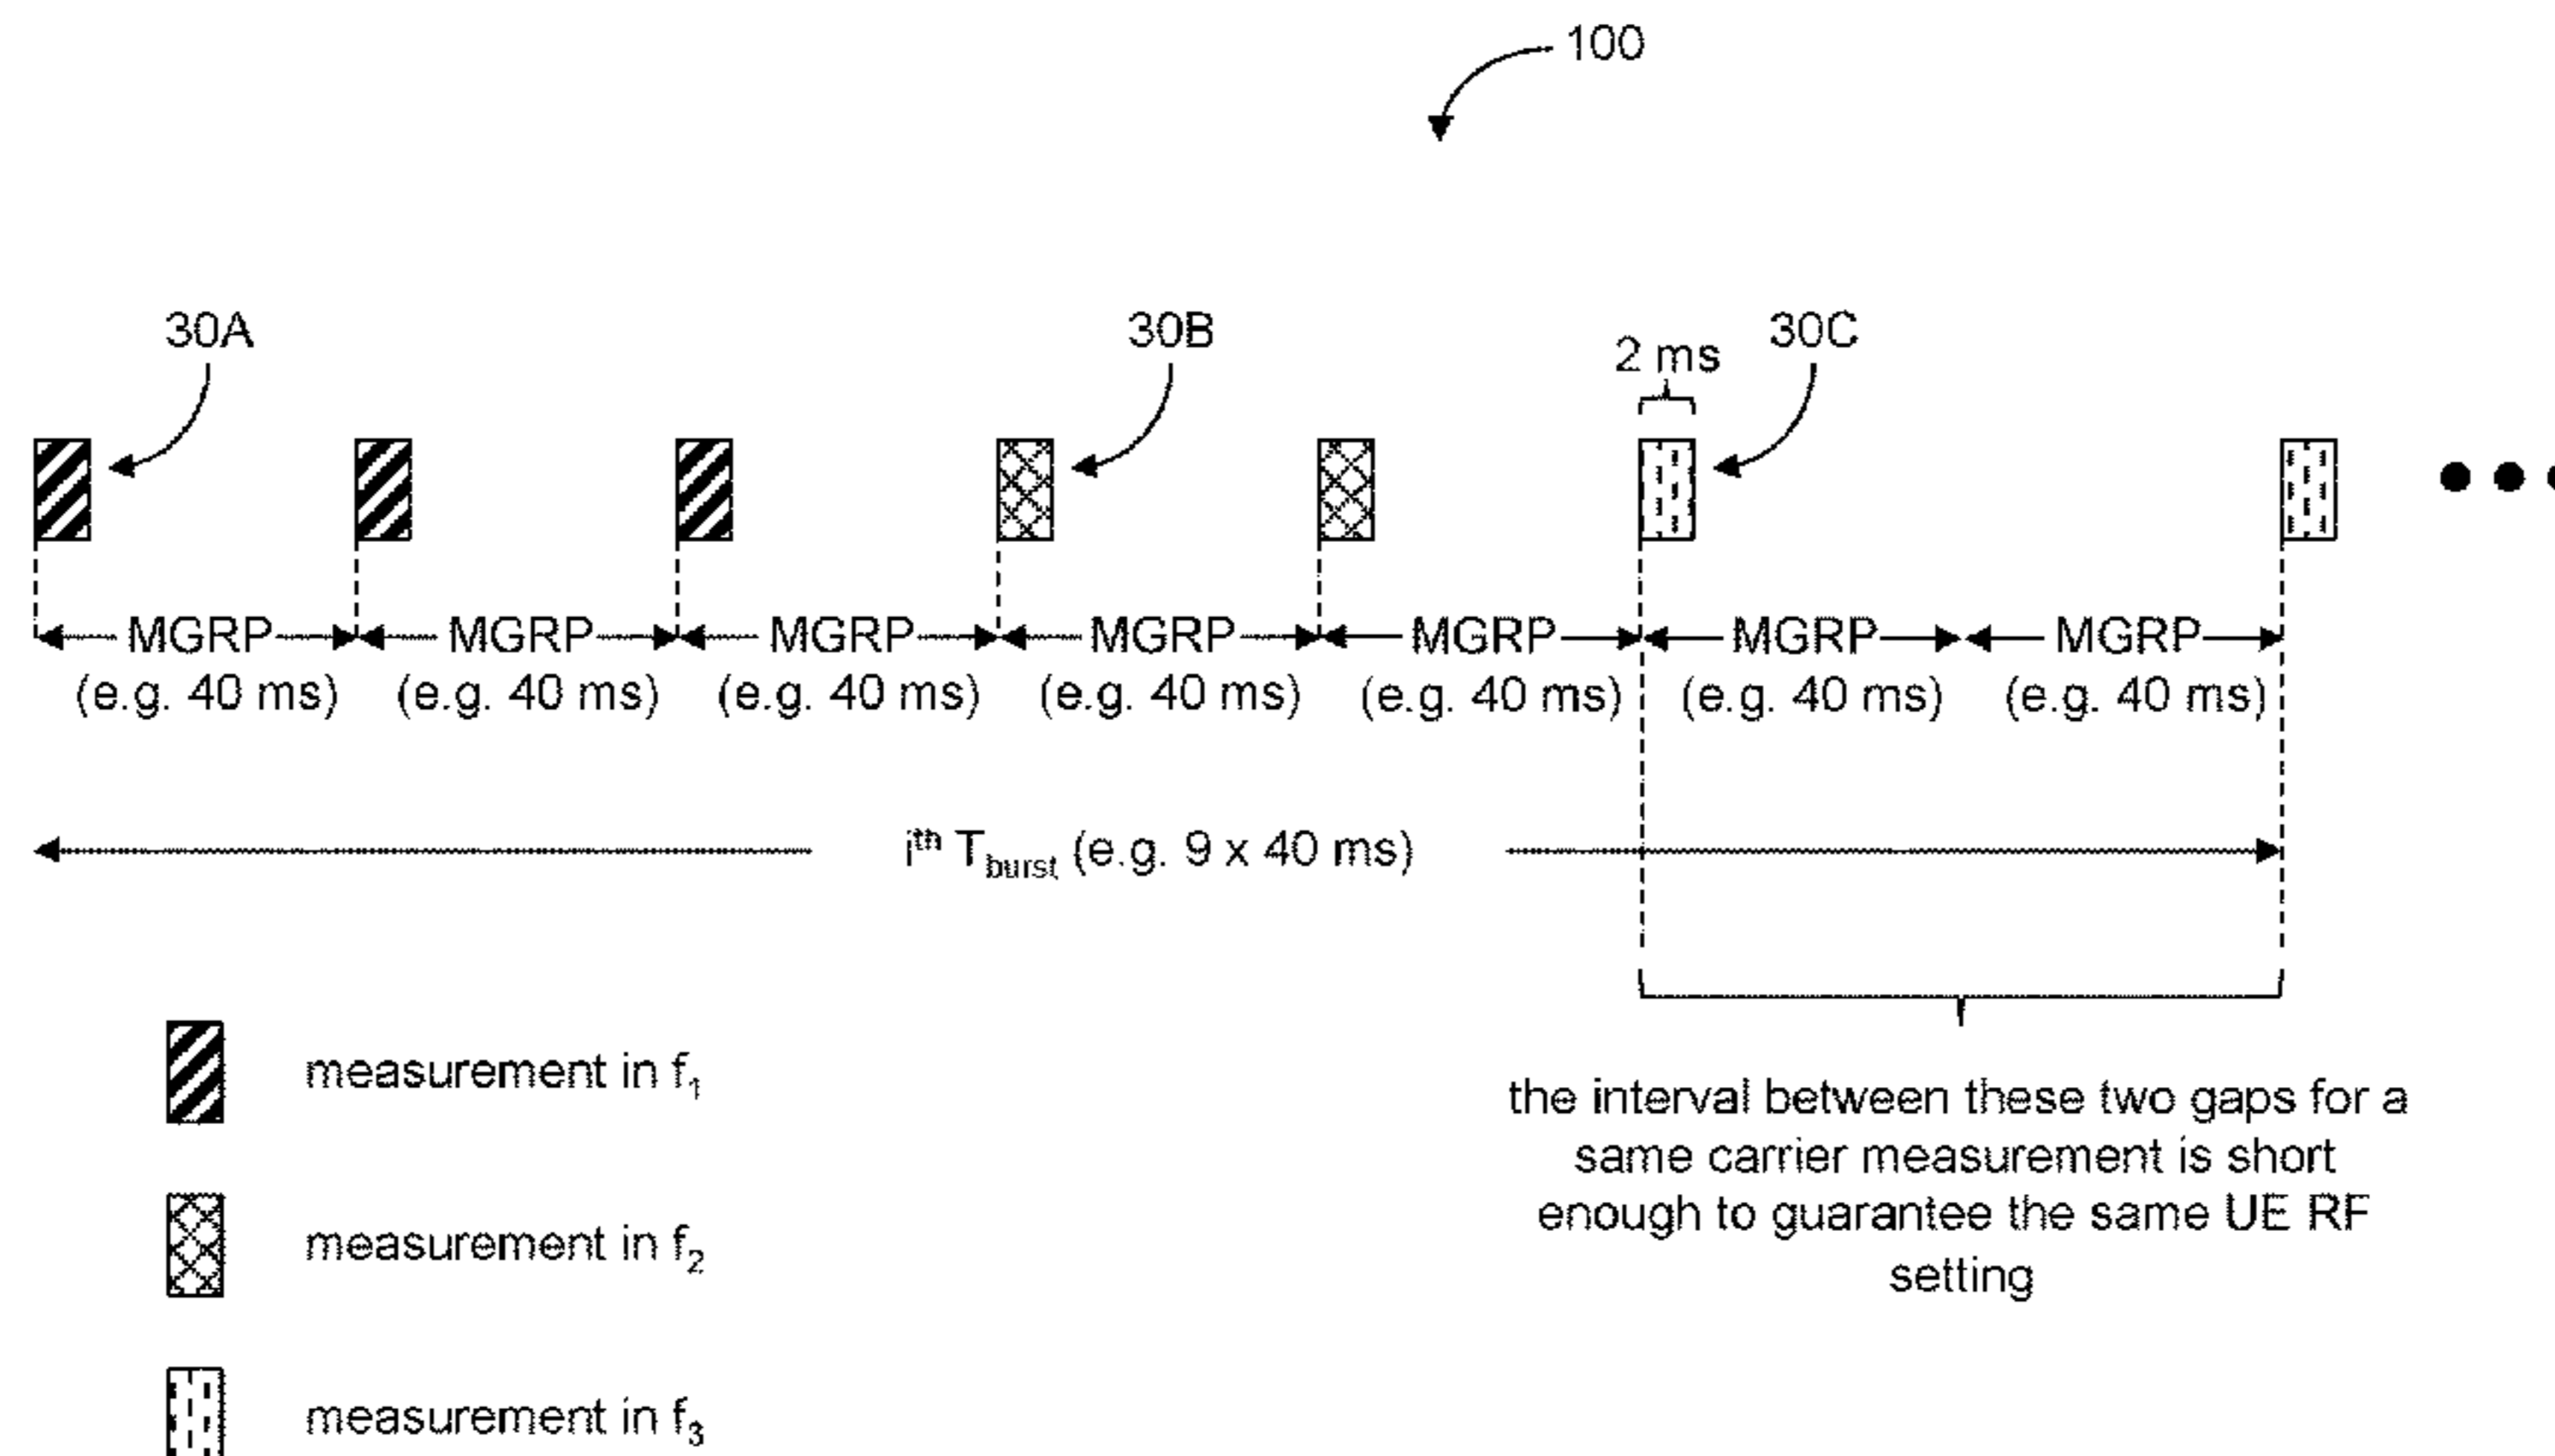 100
30A
30B
2 ms
30C
MGRP MGRP MGRP MGRP MGRP MGRP MGRP
(e.g. 40 ms) (e.g. 40 ms) (e.g. 40 ms) (e.g. 40 ms) (e.g. 40 ms) (e.g. 40 ms) (e.g. 40 ms)
ith Tburst (e.g. 9 x 40 ms)
measurement in f1
measurement in f2
measurement in f3
the interval between these two gaps for a
same carrier measurement is short
enough to guarantee the same UE RF
setting